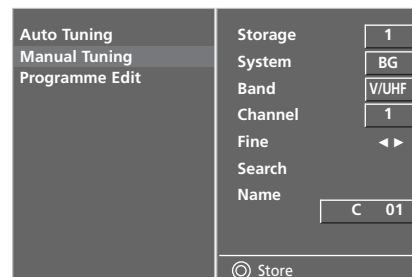 Auto Tuning
Manual Tuning
Programme Edit
Storage 1
System BG
Band V/UHF
Channel 1
Fine ◄►
Search
Name
C 01
Store